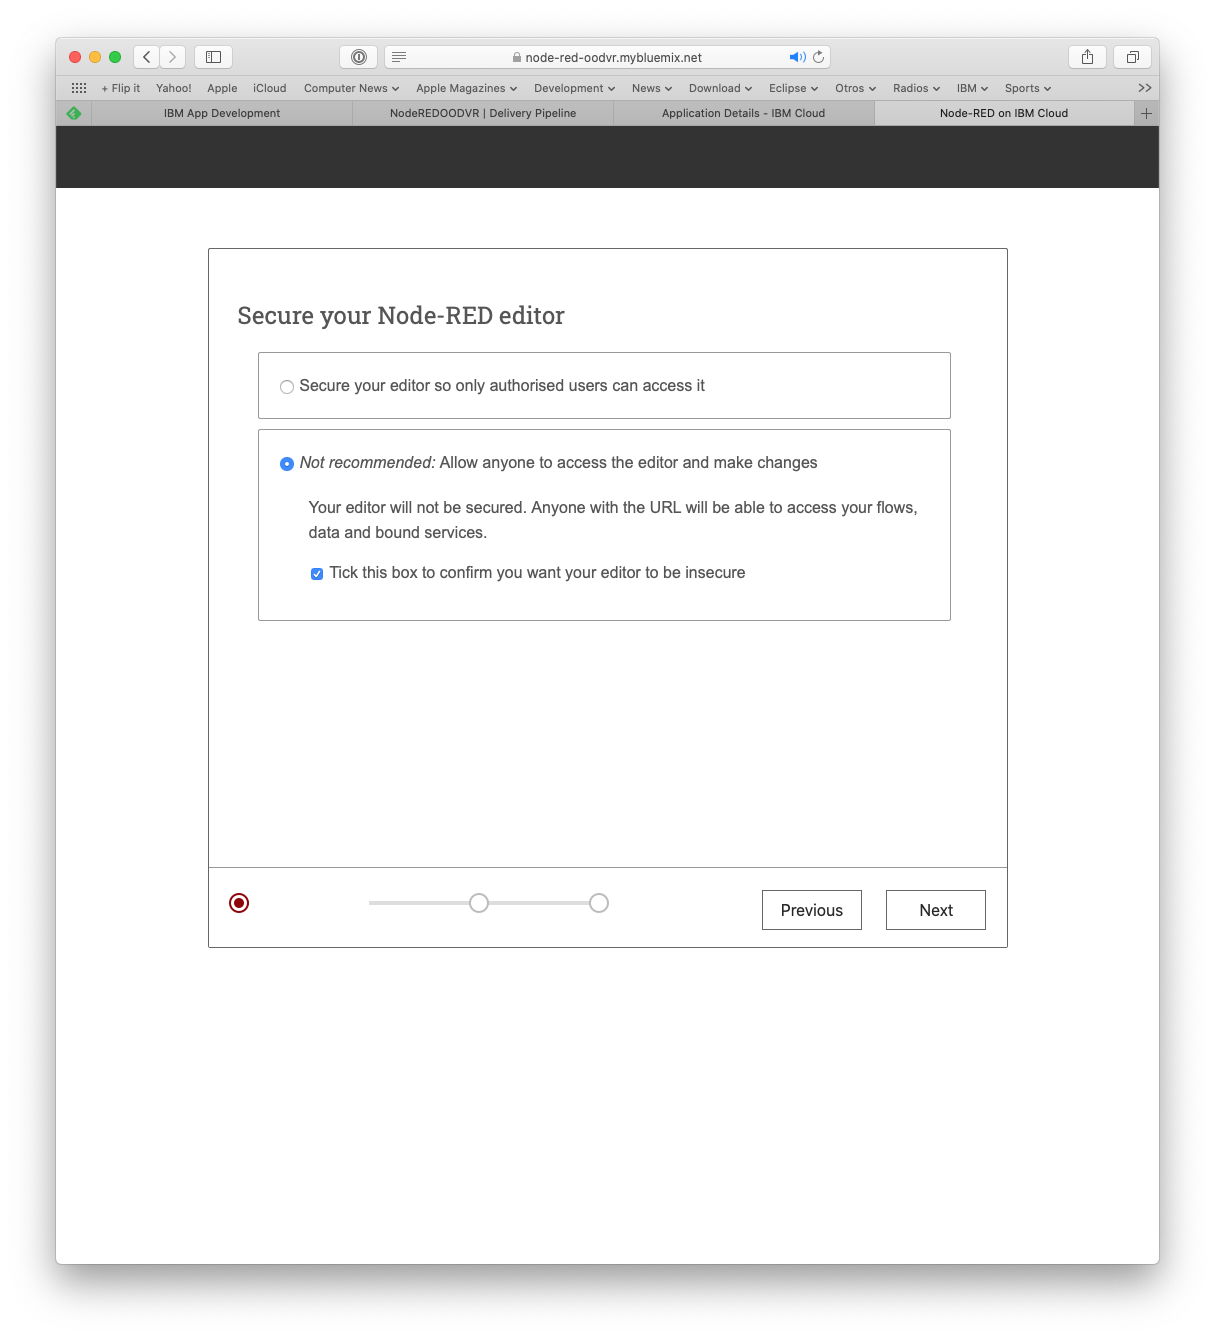 node-red-oodvr.mybluemix.net
+ Flip it Yahoo! Apple iCloud Computer News Apple Magazines Development News Download Eclipse Otros Radios IBM Sports
IBM App Development NodeREDOODVR | Delivery Pipeline Application Details - IBM Cloud Node-RED on IBM Cloud
Secure your Node-RED editor
Secure your editor so only authorised users can access it
Not recommended: Allow anyone to access the editor and make changes
Your editor will not be secured. Anyone with the URL will be able to access your flows,
data and bound services.
Tick this box to confirm you want your editor to be insecure
Previous Next